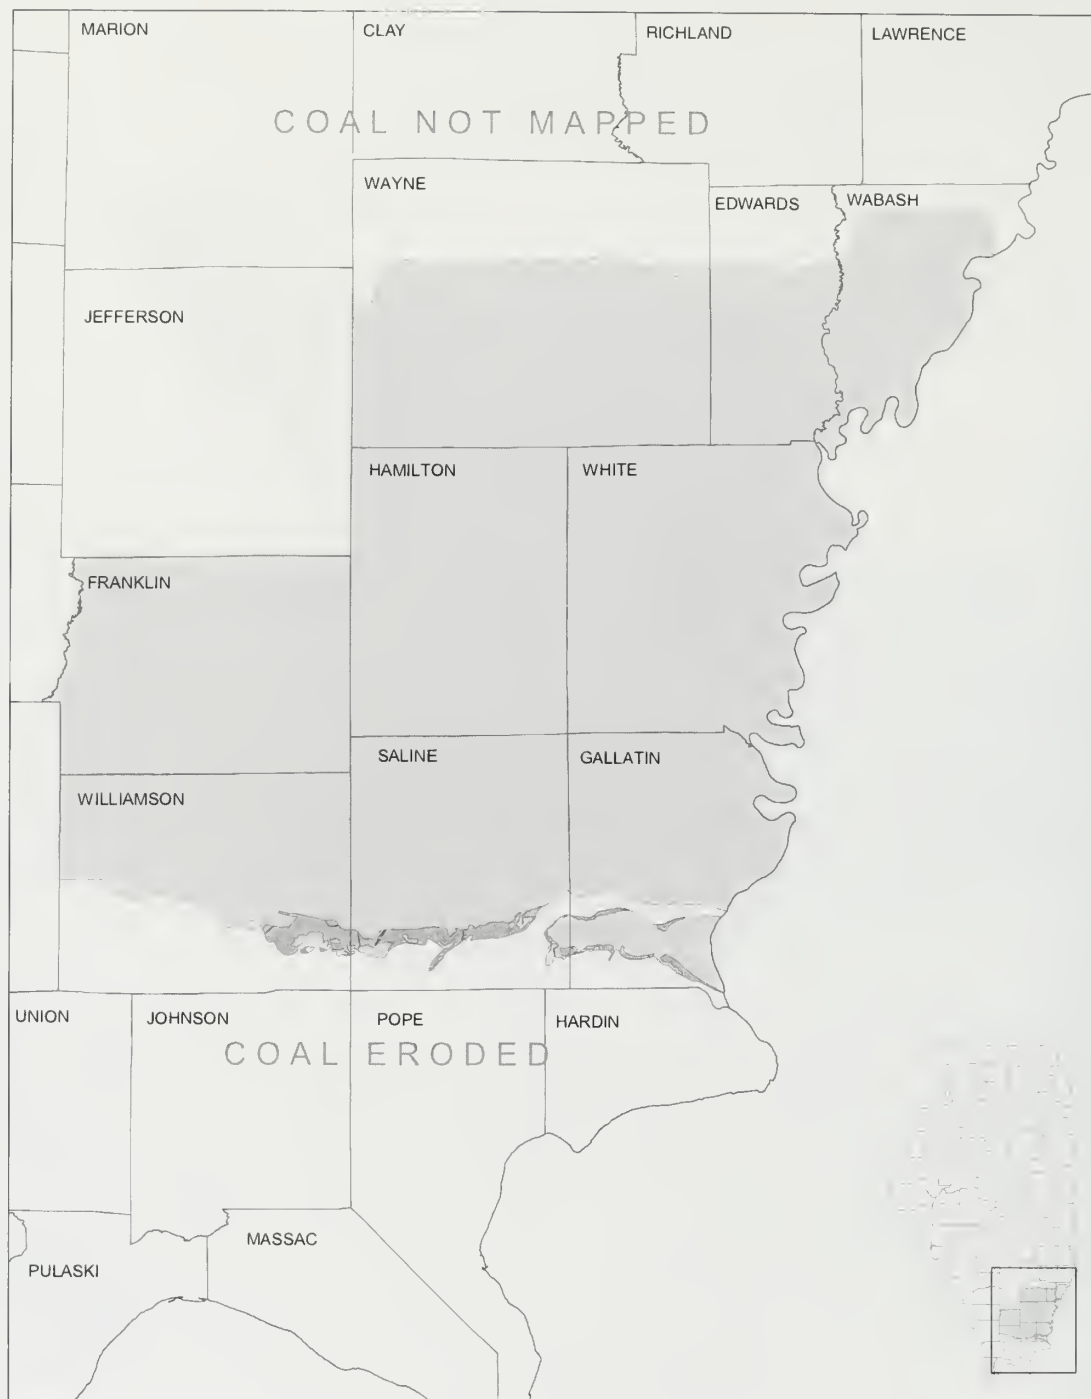 MARION
CLAY
RICHLAND
LAWRENCE
COAL NOT MAPPED
WAYNE
EDWARDS
WABASH
JEFFERSON
HAMILTON
WHITE
FRANKLIN
SALINE
GALLATIN
WILLIAMSON
UNION
JOHNSON
POPE
HARDIN
COAL ERODED
MASSAC
PULASKI